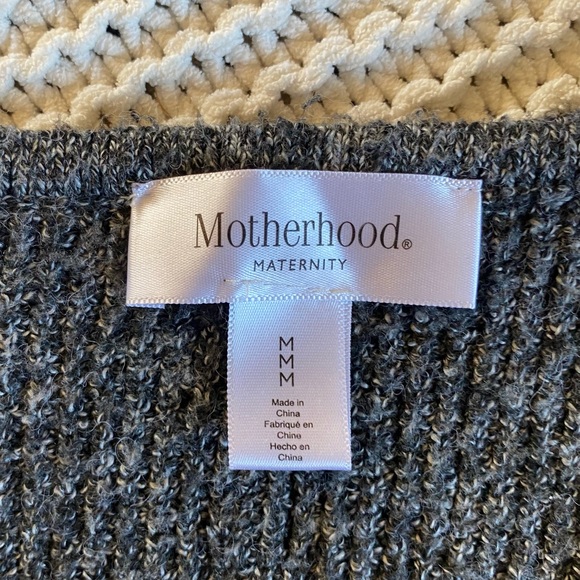 Motherhood®
MATERNITY
M
M
M
Made in
China
Fabriqué en
Chine
Hecho en
China